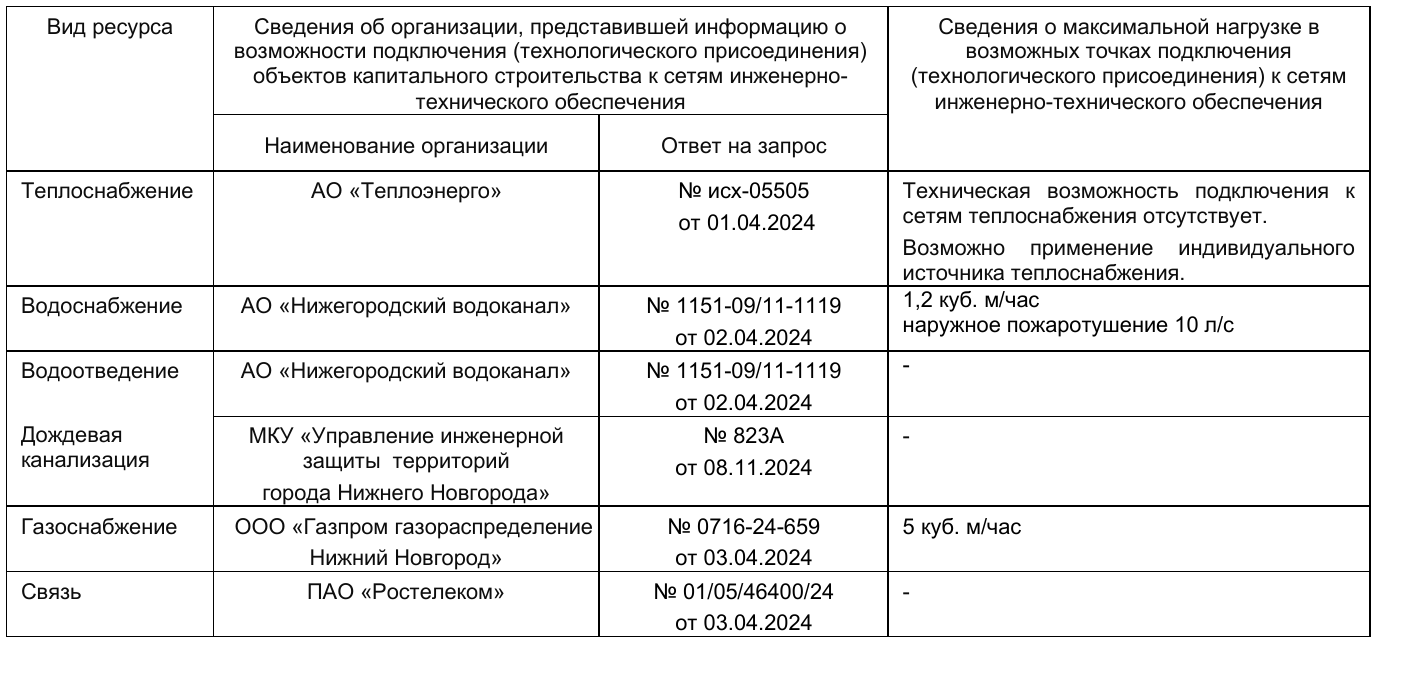 Вид ресурса
Сведения об организации, представившей информацию о
возможности подключения (технологического присоединения)
объектов капитального строительства к сетям инженерно-
технического обеспечения
Сведения о максимальной нагрузке в
возможных точках подключения
(технологического присоединения) к сетям
инженерно-технического обеспечения
Наименование организации
Ответ на запрос
Теплоснабжение
АО «Теплоэнерго»
№ исх-05505
от 01.04.2024
Техническая возможность подключения к
сетям теплоснабжения отсутствует.
Возможно применение индивидуального
источника теплоснабжения.
Водоснабжение
АО «Нижегородский водоканал»
№ 1151-09/11-1119
от 02.04.2024
1,2 куб. м/час
наружное пожаротушение 10 л/с
Водоотведение
АО «Нижегородский водоканал»
№ 1151-09/11-1119
от 02.04.2024
-
Дождевая
канализация
МКУ «Управление инженерной
защиты территорий
города Нижнего Новгорода»
№ 823А
от 08.11.2024
-
Газоснабжение
ООО «Газпром газораспределение
Нижний Новгород»
№ 0716-24-659
от 03.04.2024
5 куб. м/час
Связь
ПАО «Ростелеком»
№ 01/05/46400/24
от 03.04.2024
-